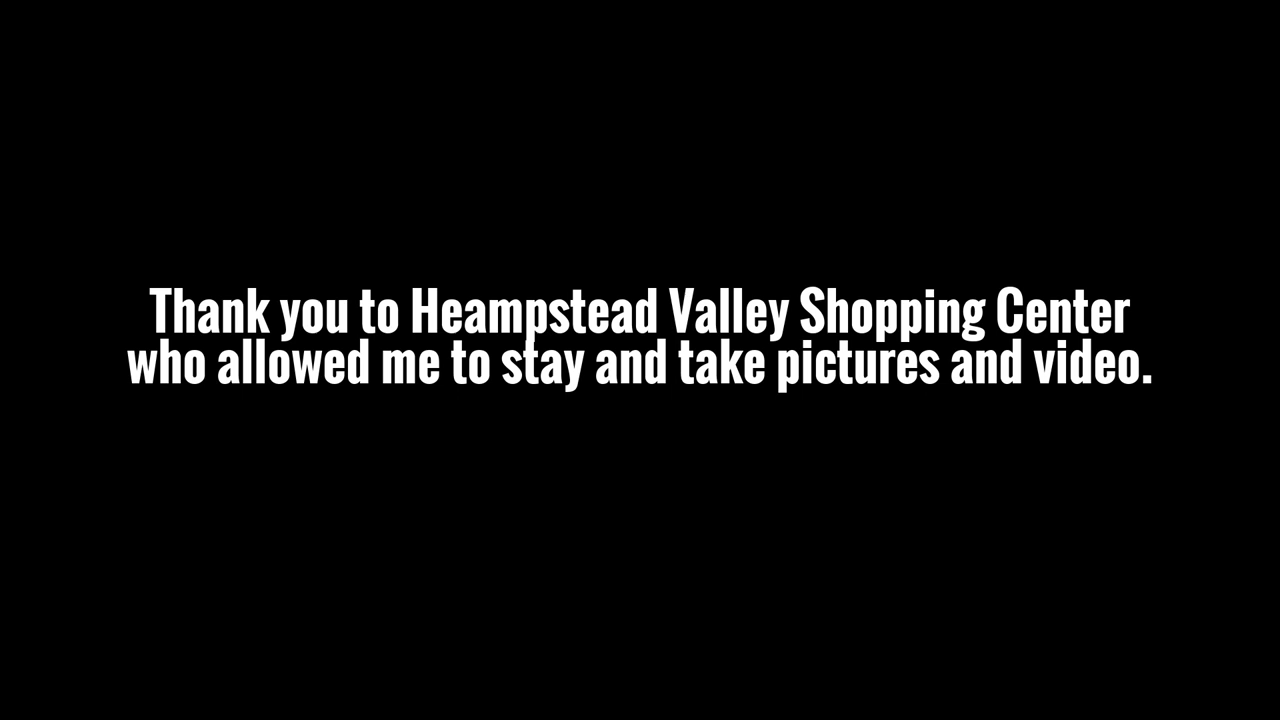 Thank you to Heampstead Valley Shopping Center
who allowed me to stay and take pictures and video.